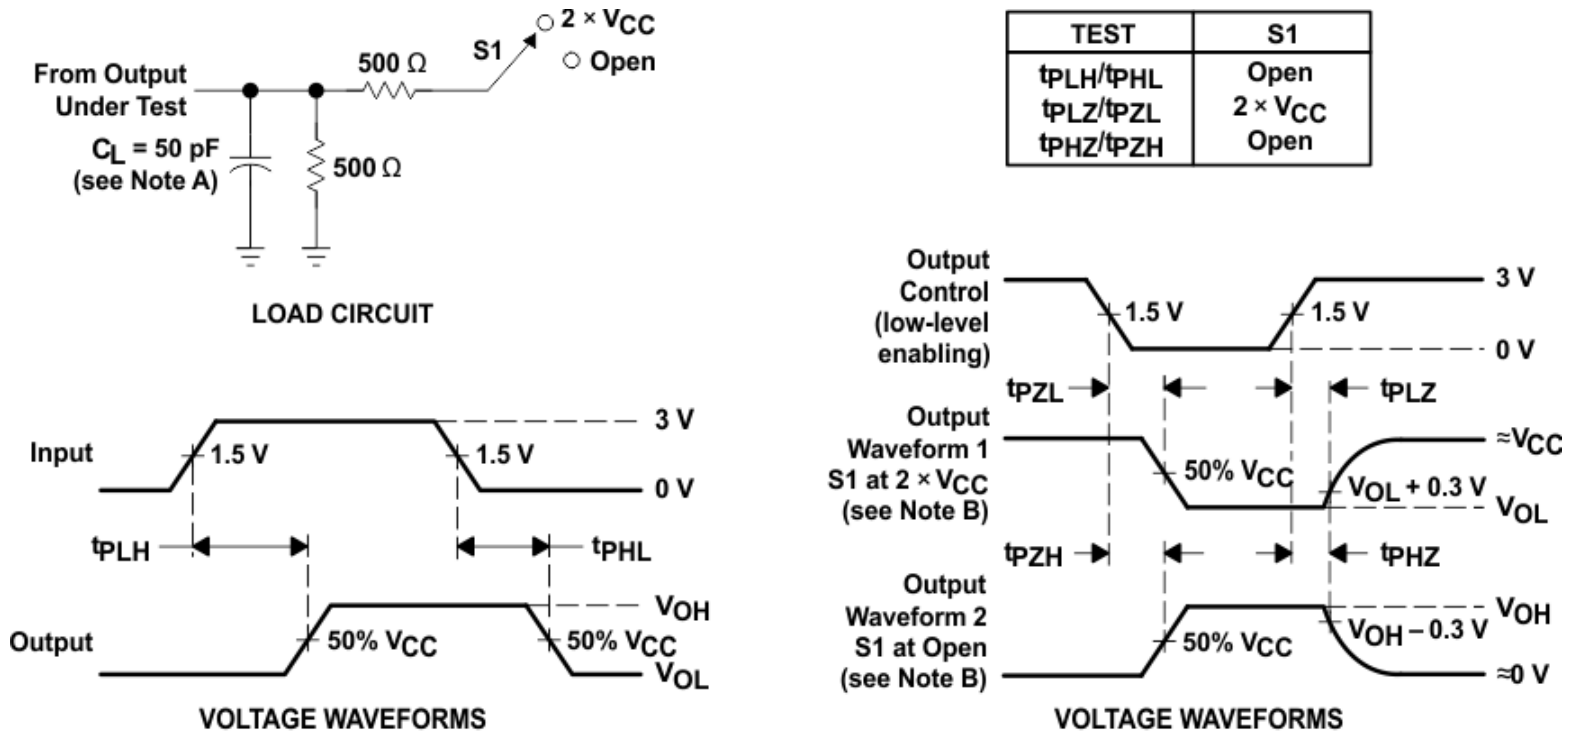 2 × VCC
S1
Open
500 Ω
From Output
Under Test
CL = 50 pF
(see Note A)
500 Ω
LOAD CIRCUIT
TEST S1
tPLH/tPHL Open
tPLZ/tPZL 2 × VCC
tPHZ/tPZH Open
Input
1.5 V
1.5 V
3 V
0 V
tPLH
tPHL
Output
50% VCC
50% VCC
VOH
VOL
VOLTAGE WAVEFORMS
Output
Control
(low-level
enabling)
1.5 V
1.5 V
3 V
0 V
tPZL
tPLZ
Output
Waveform 1
S1 at 2 × VCC
(see Note B)
50% VCC
≈VCC
VOL + 0.3 V
VOL
tPZH
tPHZ
Output
Waveform 2
S1 at Open
(see Note B)
50% VCC
VOH
VOH – 0.3 V
≈0 V
VOLTAGE WAVEFORMS